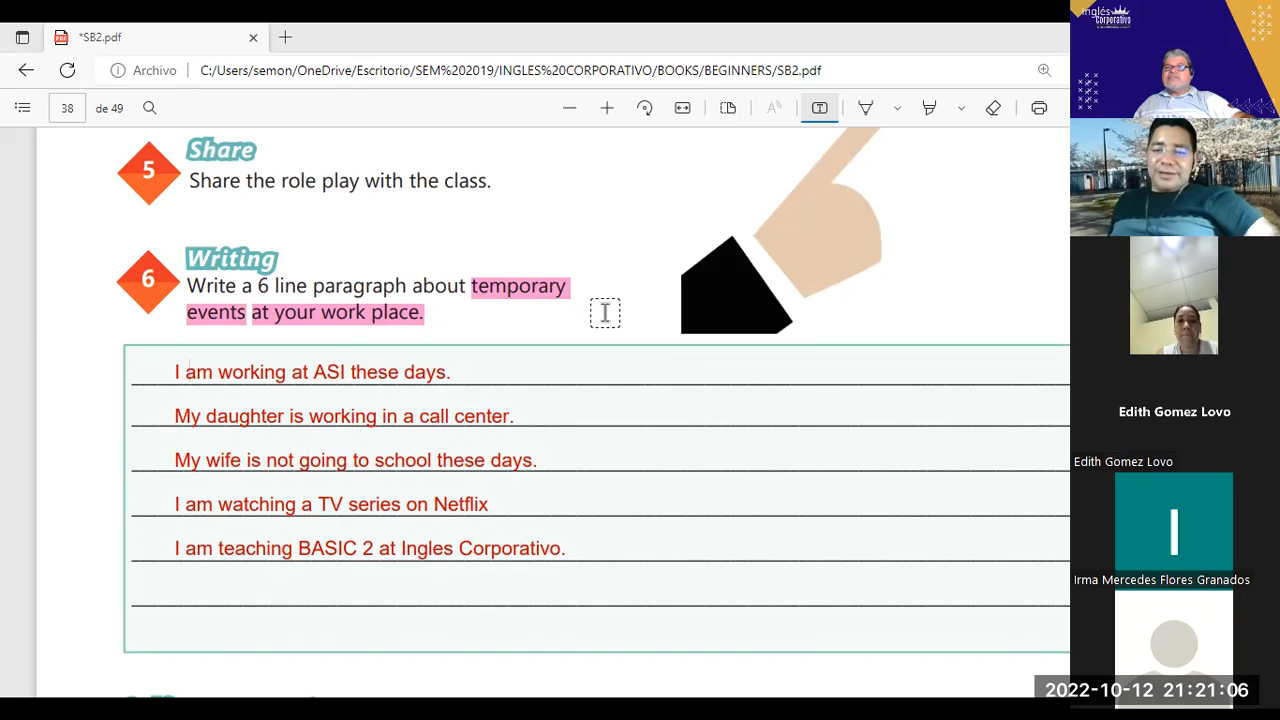 *SB2.pdf
Archivo
C:/Users/semon/OneDrive/Escritorio/SEM%202019/INGLES%20CORPORATIVO/BOOKS/BEGINNERS/SB2.pdf
38
de 49
5
Share
Share the role play with the class.
6
Writing
Write a 6 line paragraph about temporary
events at your work place.
I am working at ASI these days.
My daughter is working in a call center.
My wife is not going to school these days.
I am watching a TV series on Netflix
I am teaching BASIC 2 at Ingles Corporativo.
Inglés
Corporativo
Edith Gomez Lovo
Edith Gomez Lovo
I
Irma Mercedes Flores Granados
2022-10-12 21:21:06